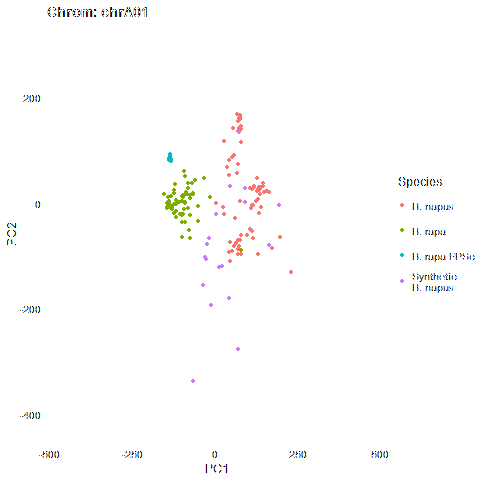 Chrom: chrA01
200
0
-200
-400
PC2
-500
-250
0
250
500
PC1
Species
B. napus
B. rapa
B. rapa PPSc
Synthetic
B. napus